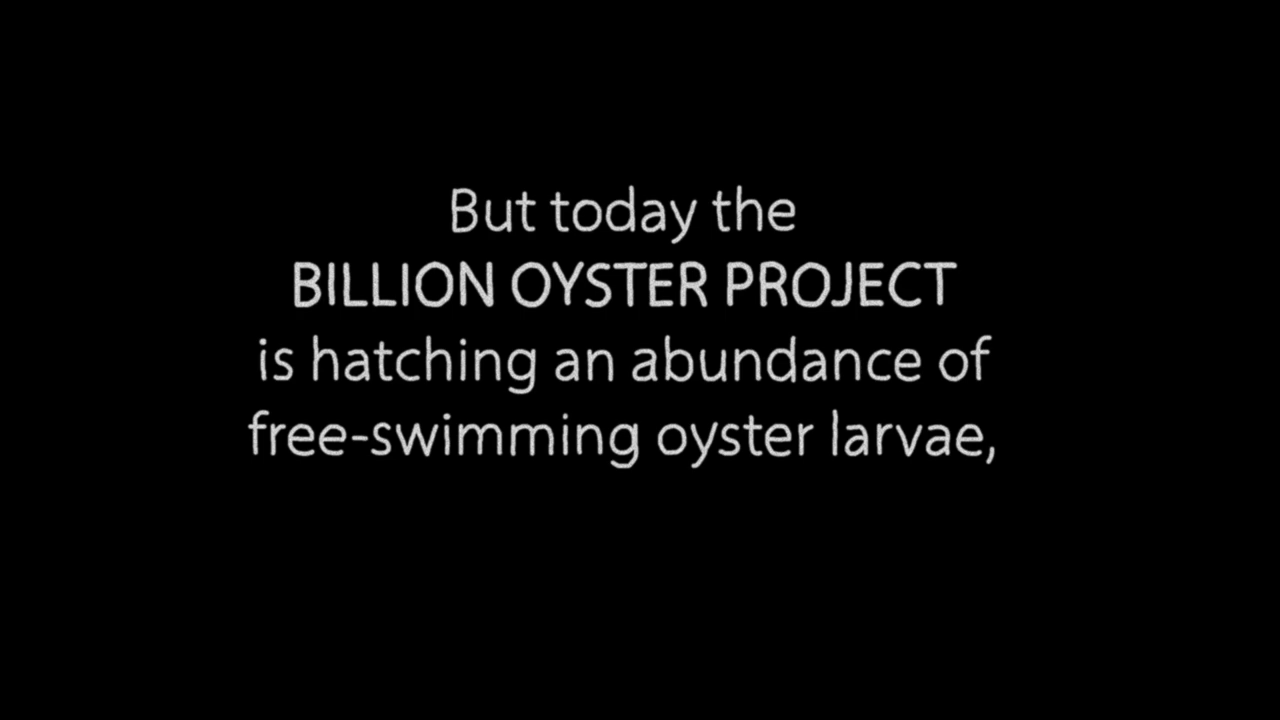 But today the
BILLION OYSTER PROJECT
is hatching an abundance of
free-swimming oyster larvae,